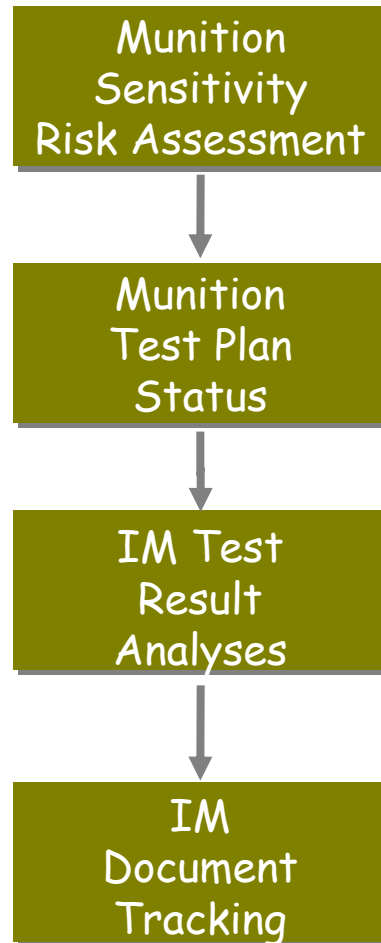 Munition
Sensitivity
Risk Assessment
Munition
Test Plan
Status
IM Test
Result
Analyses
IM
Document
Tracking